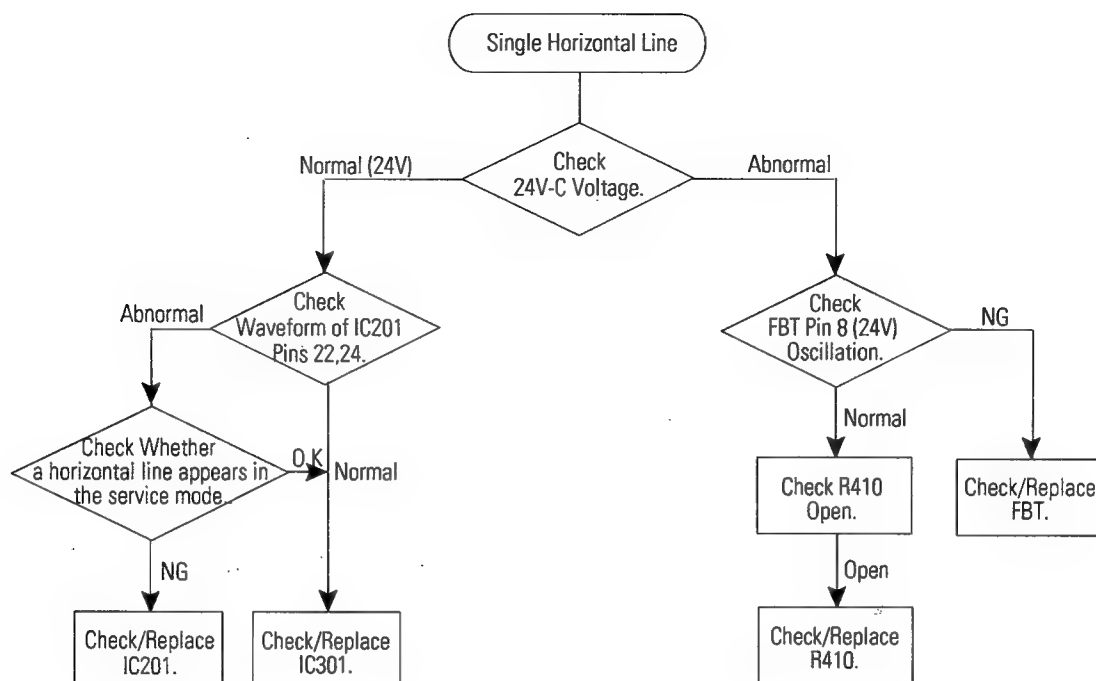 Single Horizontal Line
Normal (24V)
Check
24V-C Voltage.
Abnormal
Abnormal
Check
Waveform of IC201
Pins 22,24.
Check
FBT Pin 8 (24V)
Oscillation.
NG
Normal
Check Whether
a horizontal line appears in
the service mode.
O.K
Normal
Check R410
Open.
Check/Replace
FBT.
NG
Open
Check/Replace
IC201.
Check/Replace
IC301.
Check/Replace
R410.